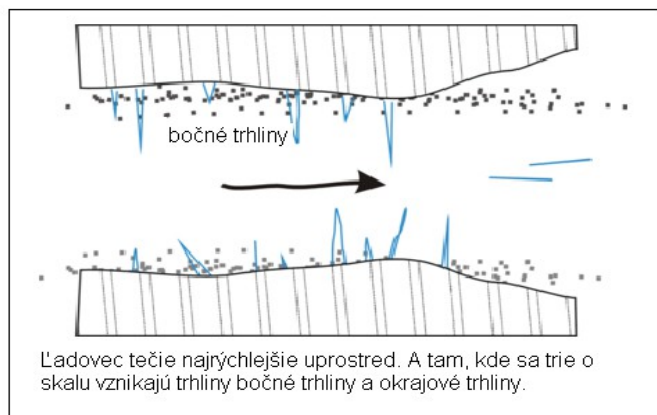 bočné trhliny
Ľadovec tečie najrýchlejšie uprostred. A tam, kde sa trie o
skalu vznikajú trhliny bočné trhliny a okrajové trhliny.